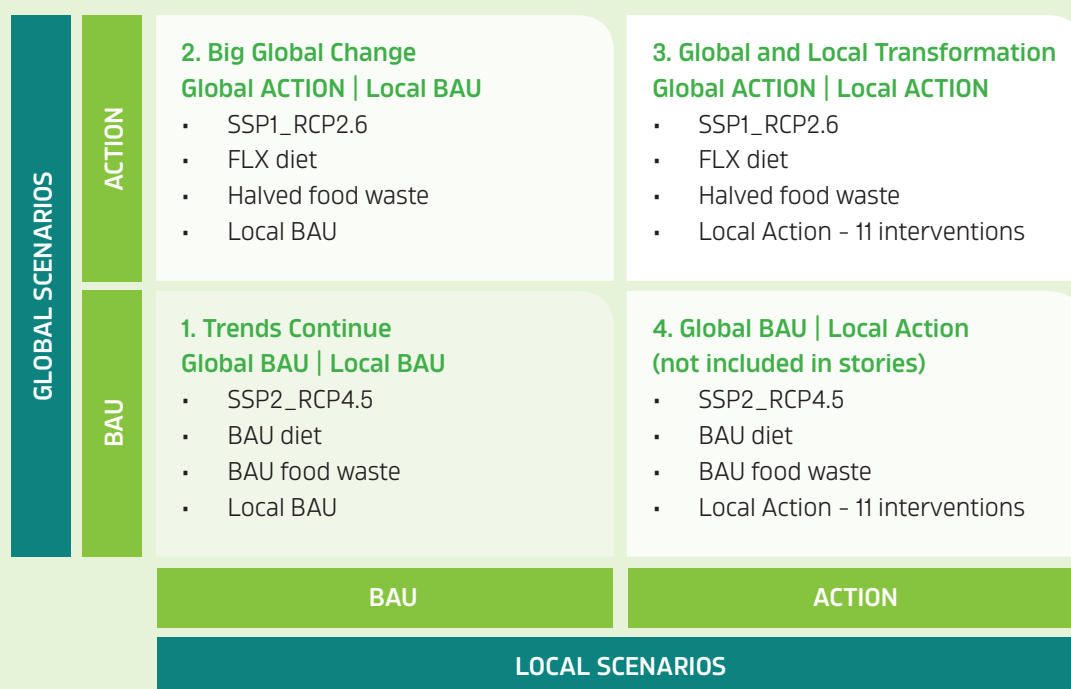 GLOBAL SCENARIOS
ACTION
2. Big Global Change
Global ACTION | Local BAU
· SSP1_RCP2.6
· FLX diet
· Halved food waste
· Local BAU
3. Global and Local Transformation
Global ACTION | Local ACTION
· SSP1_RCP2.6
· FLX diet
· Halved food waste
· Local Action – 11 interventions
BAU
1. Trends Continue
Global BAU | Local BAU
· SSP2_RCP4.5
· BAU diet
· BAU food waste
· Local BAU
4. Global BAU | Local Action
(not included in stories)
· SSP2_RCP4.5
· BAU diet
· BAU food waste
· Local Action – 11 interventions
BAU
ACTION
LOCAL SCENARIOS